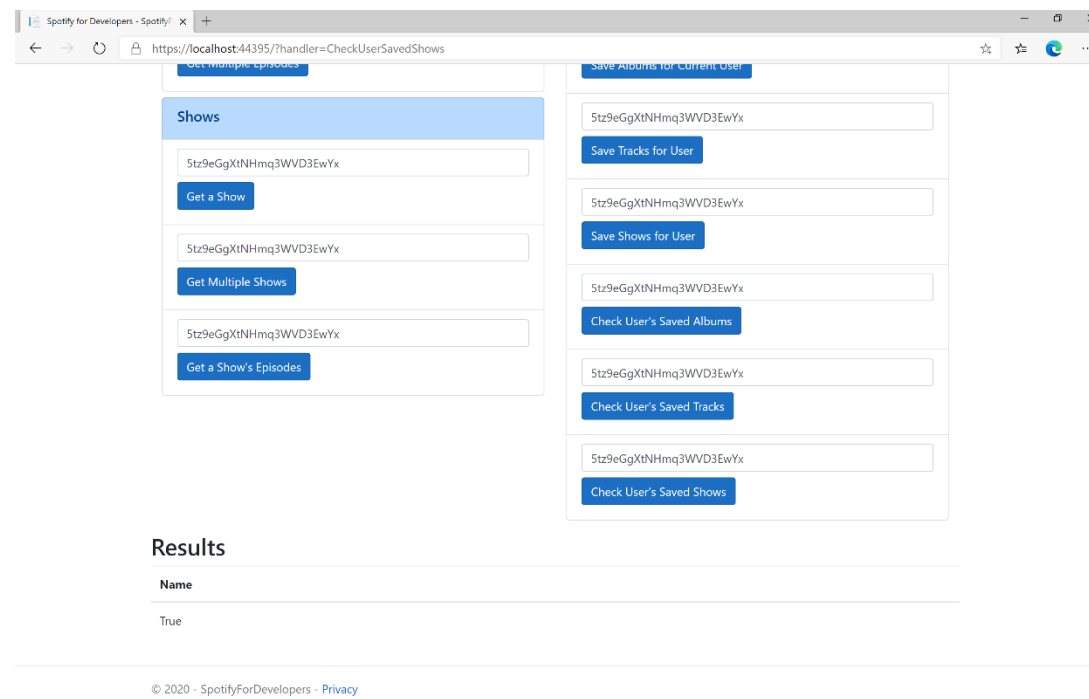 Spotify for Developers - SpotifyF
https://localhost:44395/?handler=CheckUserSavedShows
Get Multiple Episodes
Shows
5tz9eGgXtNHmq3WVD3EwYx
Get a Show
5tz9eGgXtNHmq3WVD3EwYx
Get Multiple Shows
5tz9eGgXtNHmq3WVD3EwYx
Get a Show's Episodes
Save Albums for Current User
5tz9eGgXtNHmq3WVD3EwYx
Save Tracks for User
5tz9eGgXtNHmq3WVD3EwYx
Save Shows for User
5tz9eGgXtNHmq3WVD3EwYx
Check User's Saved Albums
5tz9eGgXtNHmq3WVD3EwYx
Check User's Saved Tracks
5tz9eGgXtNHmq3WVD3EwYx
Check User's Saved Shows
Results
Name
True
© 2020 - SpotifyForDevelopers - Privacy